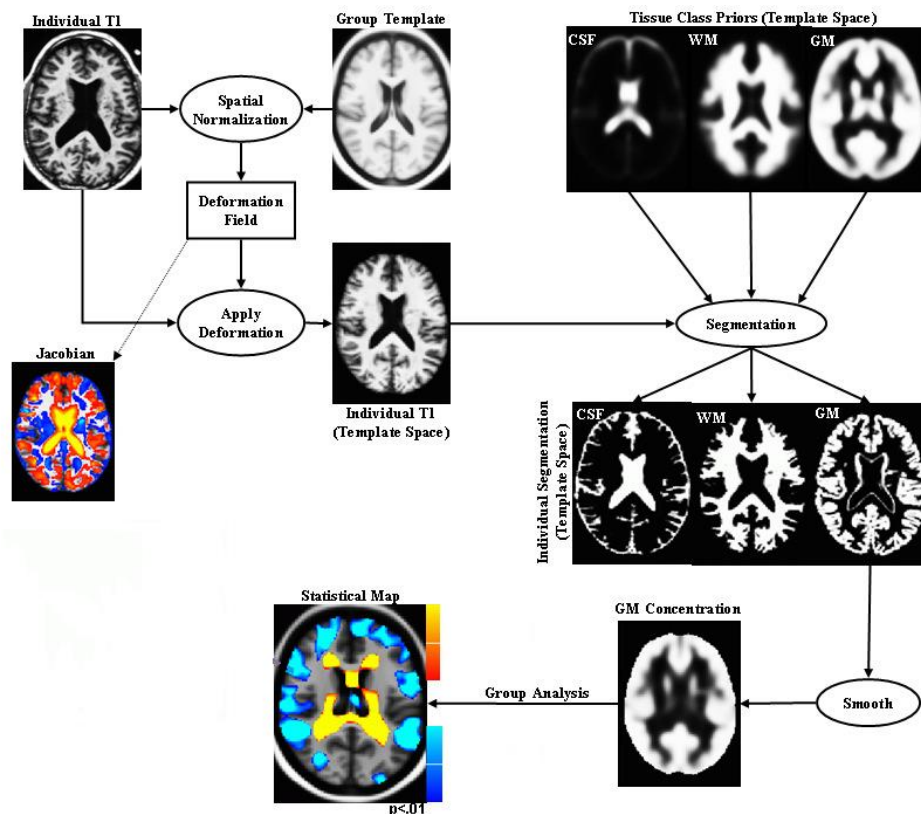 Individual T1
Group Template
Tissue Class Priors (Template Space)
CSF
WM
GM
Spatial
Normalization
Deformation
Field
Apply
Deformation
Segmentation
Jacobian
Individual T1
(Template Space)
Individual Segmentation
(Template Space)
CSF
WM
GM
Statistical Map
GM Concentration
Group Analysis
Smooth
p<.01